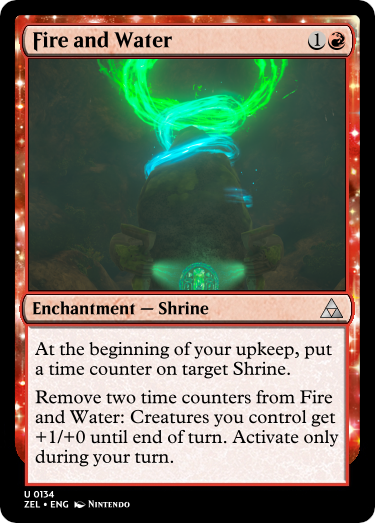 Fire and Water 1
Enchantment — Shrine
At the beginning of your upkeep, put
a time counter on target Shrine.
Remove two time counters from Fire
and Water: Creatures you control get
+1/+0 until end of turn. Activate only
during your turn.
U 0134
ZEL • ENG Nintendo